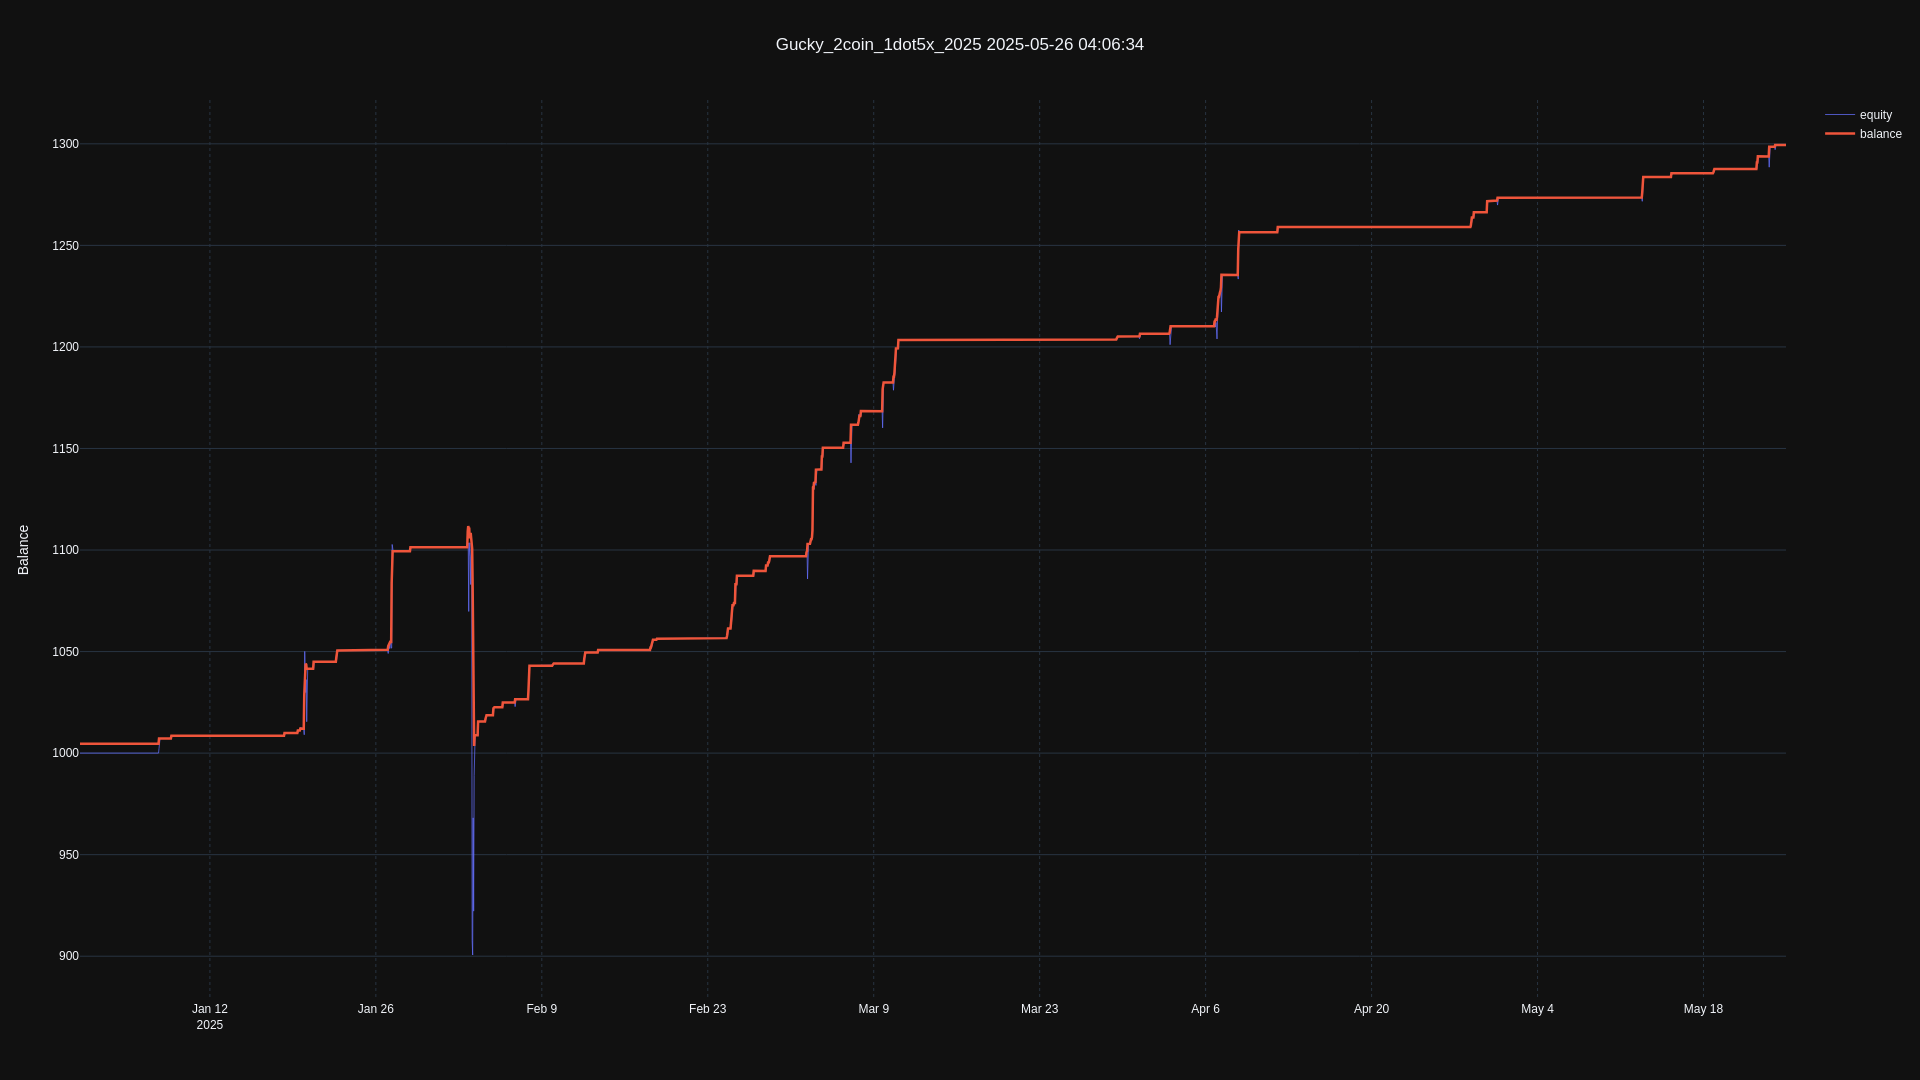 Gucky_2coin_1dot5x_2025 2025-05-26 04:06:34
equity
balance
1300
1250
1200
1150
1100
1050
1000
950
900
Balance
Jan 12
2025
Jan 26
Feb 9
Feb 23
Mar 9
Mar 23
Apr 6
Apr 20
May 4
May 18